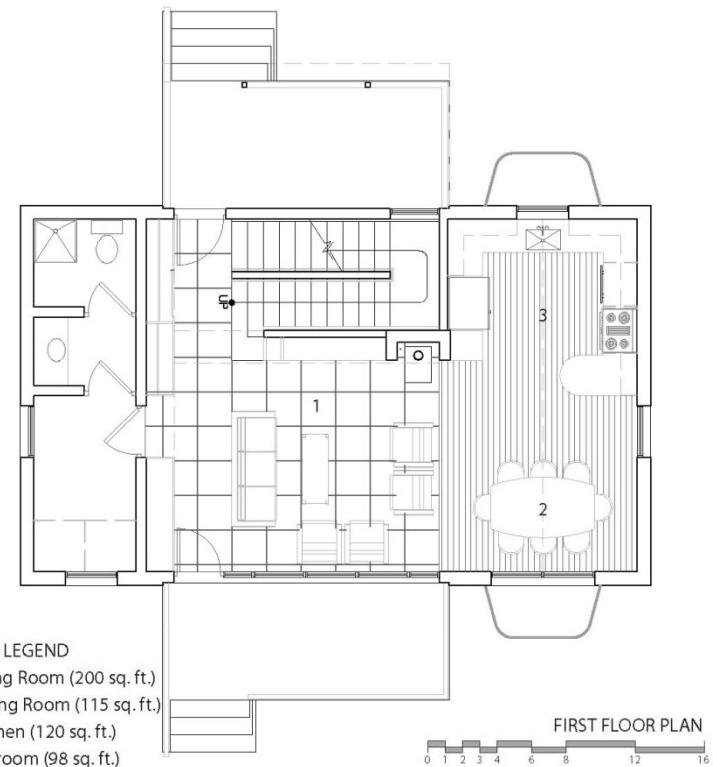 UP
3
1
2
LEGEND
ng Room (200 sq. ft.)
ng Room (115 sq. ft.)
hen (120 sq. ft.)
room (98 sq. ft.)
FIRST FLOOR PLAN
0 1 2 3 4 6 8 12 16